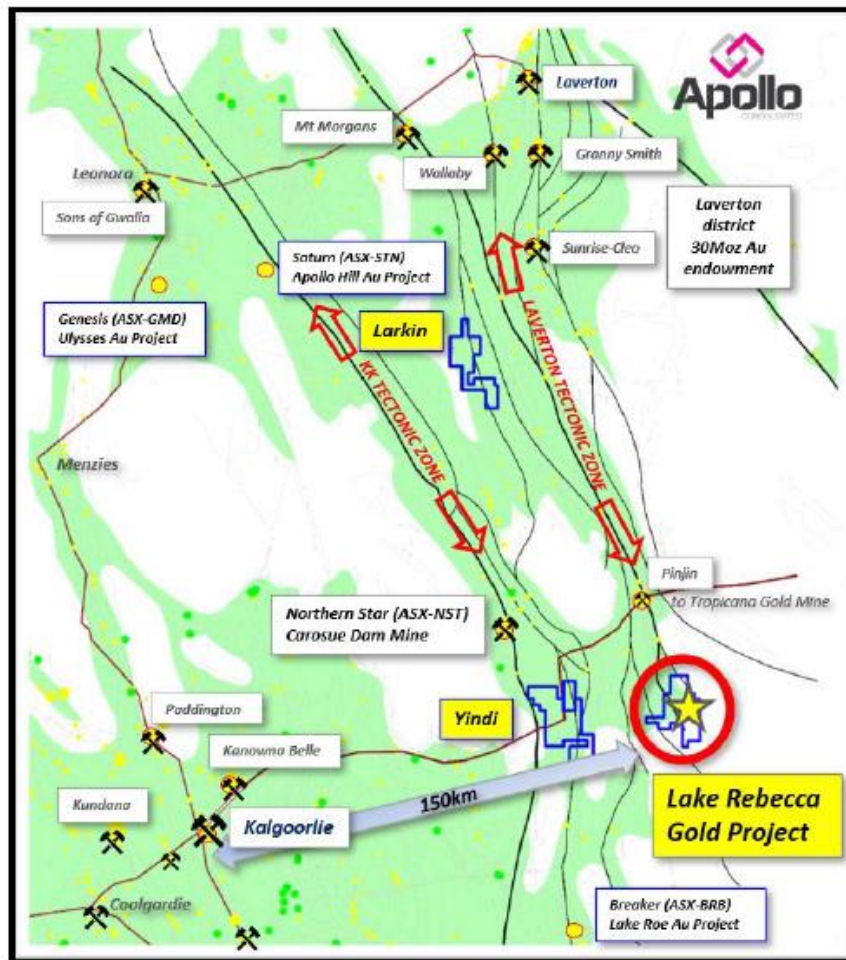 Apollo
CONSOLIDATED
Laverton
Mt Morgans
Wallaby
Granny Smith
Leonora
Sons of Gwalia
Laverton
district
30Moz Au
endowment
Sunrise-Cleo
Saturn (ASX-STN)
Apollo Hill Au Project
Genesis (ASX-GMD)
Ulysses Au Project
Larkin
KK TECTONIC ZONE
LAVERTON TECTONIC ZONE
Menzies
Pinjin
to Tropicana Gold Mine
Northern Star (ASX-NST)
Carosue Dam Mine
Paddington
Yindi
Kanowna Belle
Kundana
Kalgoorlie
150km
Lake Rebecca
Gold Project
Coolgardie
Breaker (ASX-BRB)
Lake Roe Au Project